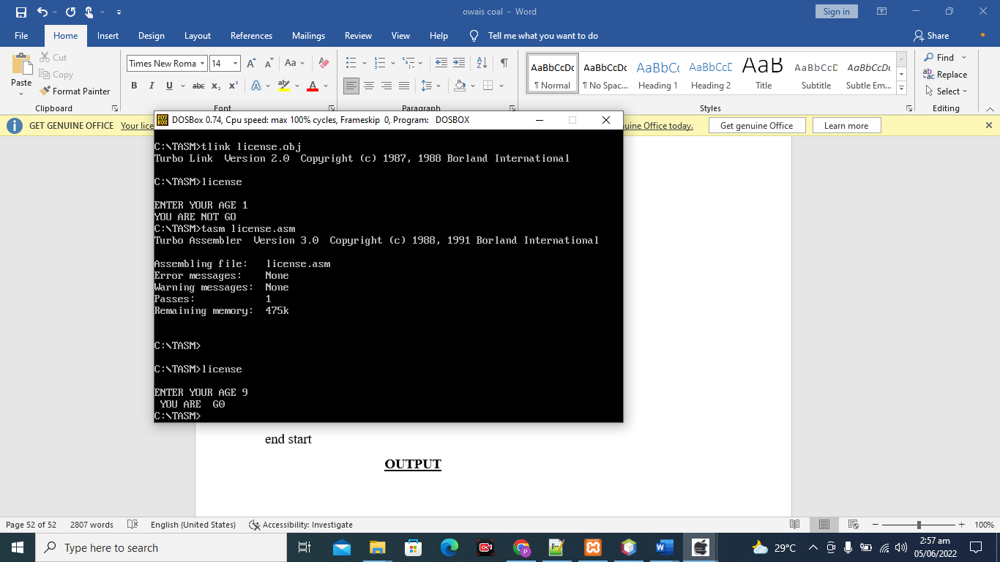 owais coal - Word
Sign in
File Home Insert Design Layout References Mailings Review View Help Tell me what you want to do Share
Paste
Cut
Copy
Format Painter
Clipboard
Times New Roma 14
Font
Paragraph
AaBbCcDc AaBbCcDc AaBbCc AaBbCcD AaB AaBbCcD AaBbCcDc
¶ Normal ¶ No Spac... Heading 1 Heading 2 Title Subtitle Subtle Em...
Styles
Find
Replace
Select
Editing
GET GENUINE OFFICE Your lice
uine Office today. Get genuine Office Learn more
DOSBox 0.74, Cpu speed: max 100% cycles, Frameskip 0, Program: DOSBOX
C:\TASM>tlink license.obj
Turbo Link Version 2.0 Copyright (c) 1987, 1988 Borland International
C:\TASM>license
ENTER YOUR AGE 1
YOU ARE NOT GO
C:\TASM>tasm license.asm
Turbo Assembler Version 3.0 Copyright (c) 1988, 1991 Borland International
Assembling file: license.asm
Error messages: None
Warning messages: None
Passes: 1
Remaining memory: 475k
C:\TASM>
C:\TASM>license
ENTER YOUR AGE 9
YOU ARE GO
C:\TASM>
end start
OUTPUT
Page 52 of 52 2807 words English (United States) Accessibility: Investigate 100%
Type here to search
29°C
2:57 am
05/06/2022